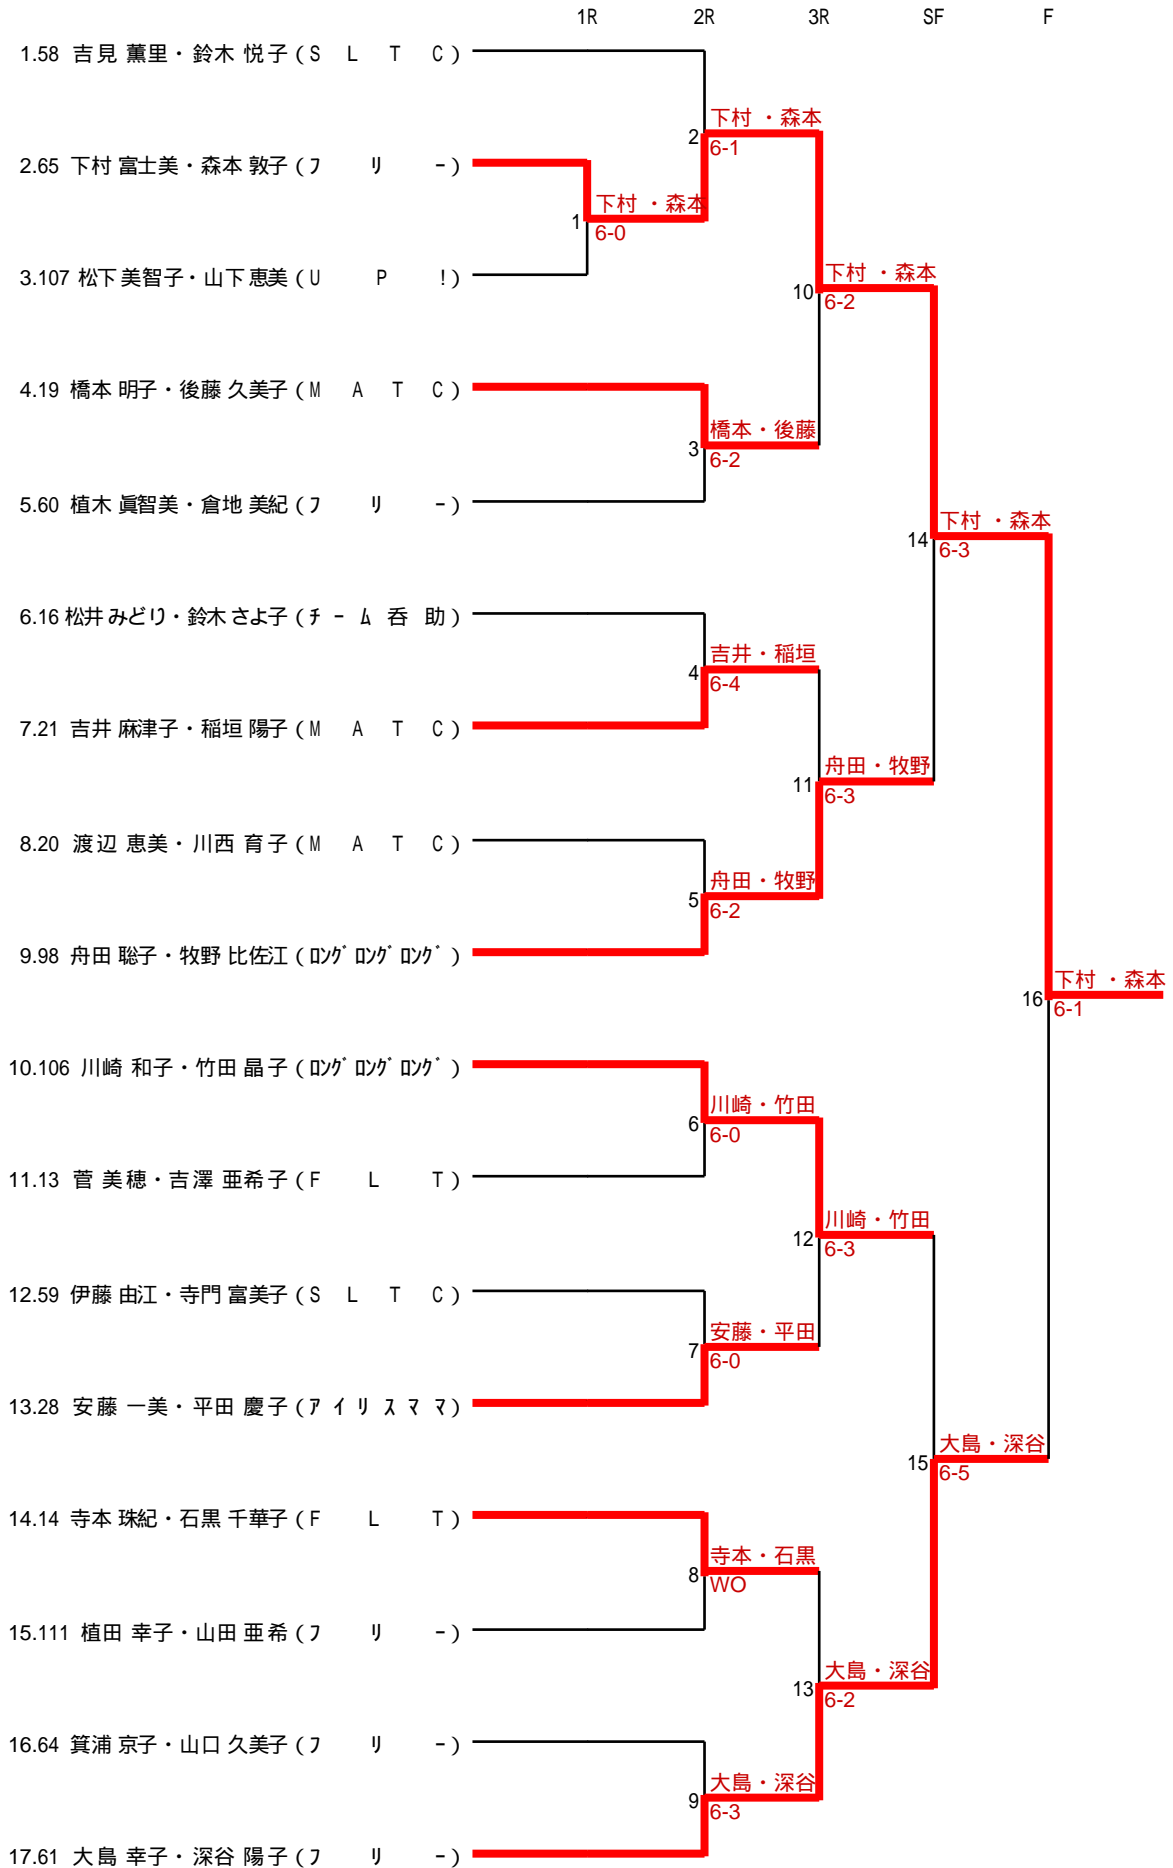 1R 2R 3R SF F
1.58 吉見 薫里・鈴木 悦子 (S L T C)
下村 ・森本
2 6-1
2.65 下村 富士美・森本 敦子 (フ リ ー)
下村 ・森本
1 6-0
3.107 松下 美智子・山下 恵美 (U P !)
下村 ・森本
10 6-2
4.19 橋本 明子・後藤 久美子 (M A T C)
橋本・後藤
3 6-2
5.60 植木 眞智美・倉地 美紀 (フ リ ー)
下村 ・森本
14 6-3
6.16 松井 みどり・鈴木 さよ子 (チ ー ム 呑 助)
吉井・稲垣
4 6-4
7.21 吉井 麻津子・稲垣 陽子 (M A T C)
舟田・牧野
11 6-3
8.20 渡辺 恵美・川西 育子 (M A T C)
舟田・牧野
5 6-2
9.98 舟田 聡子・牧野 比佐江 (ロング ロング ロング)
下村 ・森本
16 6-1
10.106 川崎 和子・竹田 晶子 (ロング ロング ロング)
川崎・竹田
6 6-0
11.13 菅 美穂・吉澤 亜希子 (F L T)
川崎・竹田
12 6-3
12.59 伊藤 由江・寺門 富美子 (S L T C)
安藤・平田
7 6-0
13.28 安藤 一美・平田 慶子 (ア イ リ ス マ マ)
大島・深谷
15 6-5
14.14 寺本 珠紀・石黒 千華子 (F L T)
寺本・石黒
8 WO
15.111 植田 幸子・山田 亜希 (フ リ ー)
大島・深谷
13 6-2
16.64 箕浦 京子・山口 久美子 (フ リ ー)
大島・深谷
9 6-3
17.61 大島 幸子・深谷 陽子 (フ リ ー)